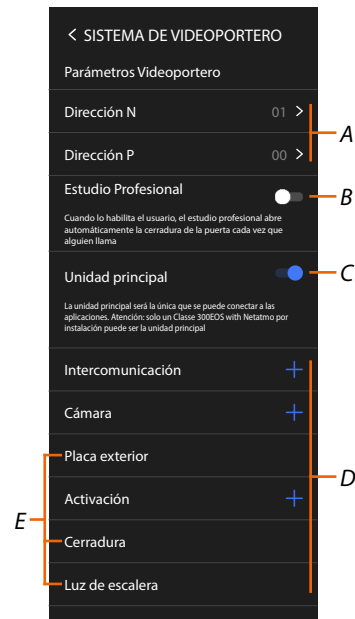 < SISTEMA DE VIDEOPORTERO
Parámetros Videoportero
Dirección N 01 >
A
Dirección P 00 >
Estudio Profesional
B
Cuando lo habilita el usuario, el estudio profesional abre
automáticamente la cerradura de la puerta cada vez que
alguien llama
Unidad principal
C
La unidad principal será la única que se puede conectar a las
aplicaciones. Atención: solo un Classe 300EOS with Netatmo por
instalación puede ser la unidad principal
Intercomunicación +
Cámara +
Placa exterior
D
Activación +
E
Cerradura
Luz de escalera